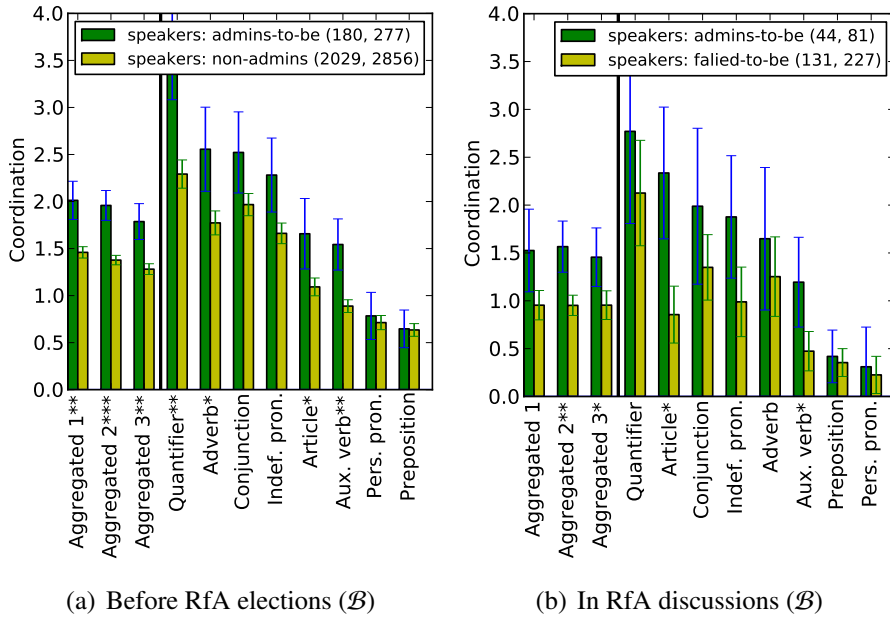 speakers: admins-to-be (180, 277)
speakers: non-admins (2029, 2856)
Coordination
4.0
3.5
3.0
2.5
2.0
1.5
1.0
0.5
0.0
Aggregated 1**
Aggregated 2***
Aggregated 3**
Quantifier**
Adverb*
Conjunction
Indef. pron.
Article*
Aux. verb**
Pers. pron.
Preposition
(a) Before RfA elections (ℬ)
speakers: admins-to-be (44, 81)
speakers: falied-to-be (131, 227)
Coordination
4.0
3.5
3.0
2.5
2.0
1.5
1.0
0.5
0.0
Aggregated 1
Aggregated 2**
Aggregated 3*
Quantifier
Article*
Conjunction
Indef. pron.
Adverb
Aux. verb*
Preposition
Pers. pron.
(b) In RfA discussions (ℬ)